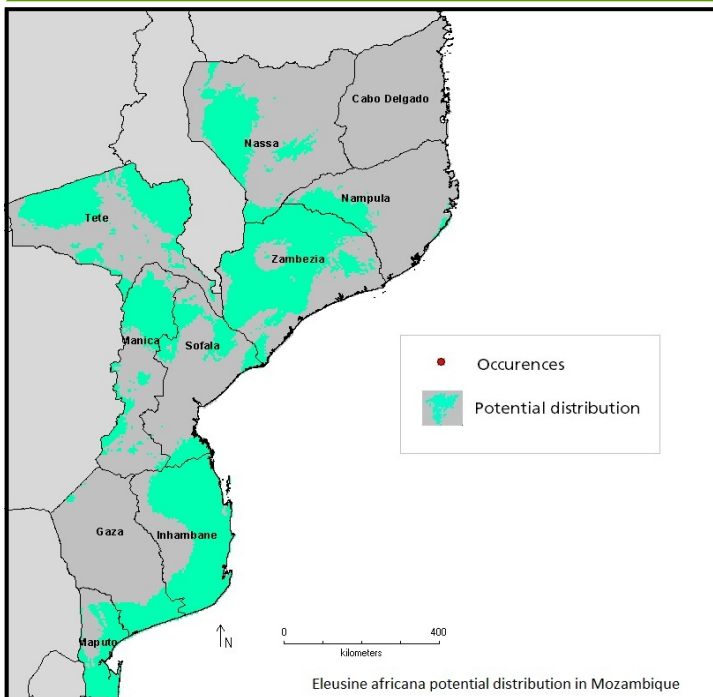 Cabo Delgado
Nassa
Nampula
Tete
Zambezia
Manica
Sofala
Occurences
Potential distribution
Gaza
Inhambane
Maputo
N
0 400
kilometers
Eleusine africana potential distribution in Mozambique